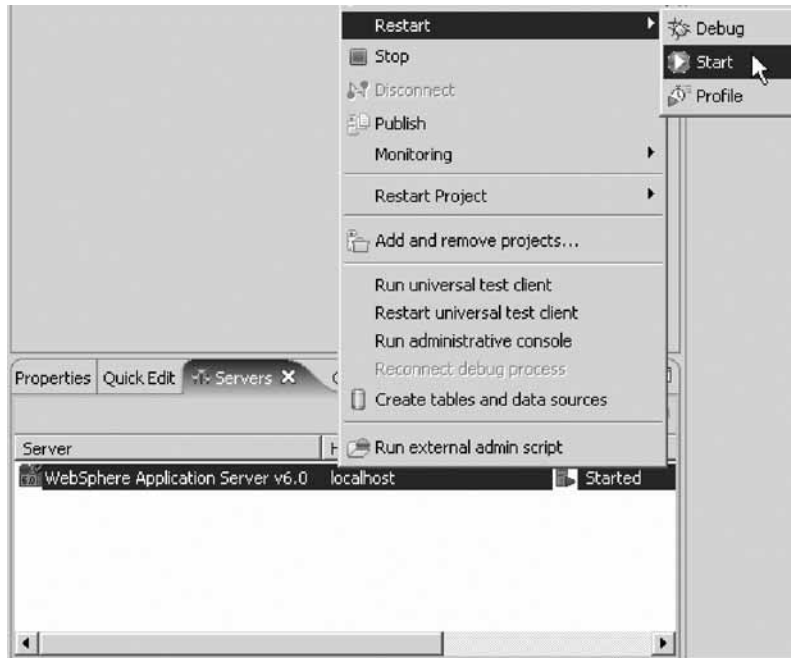 Restart
Debug
Stop
Start
Disconnect
Profile
Publish
Monitoring
Restart Project
Add and remove projects...
Run universal test client
Restart universal test client
Run administrative console
Reconnect debug process
Create tables and data sources
Run external admin script
Properties Quick Edit Servers
Server H
WebSphere Application Server v6.0 localhost Started